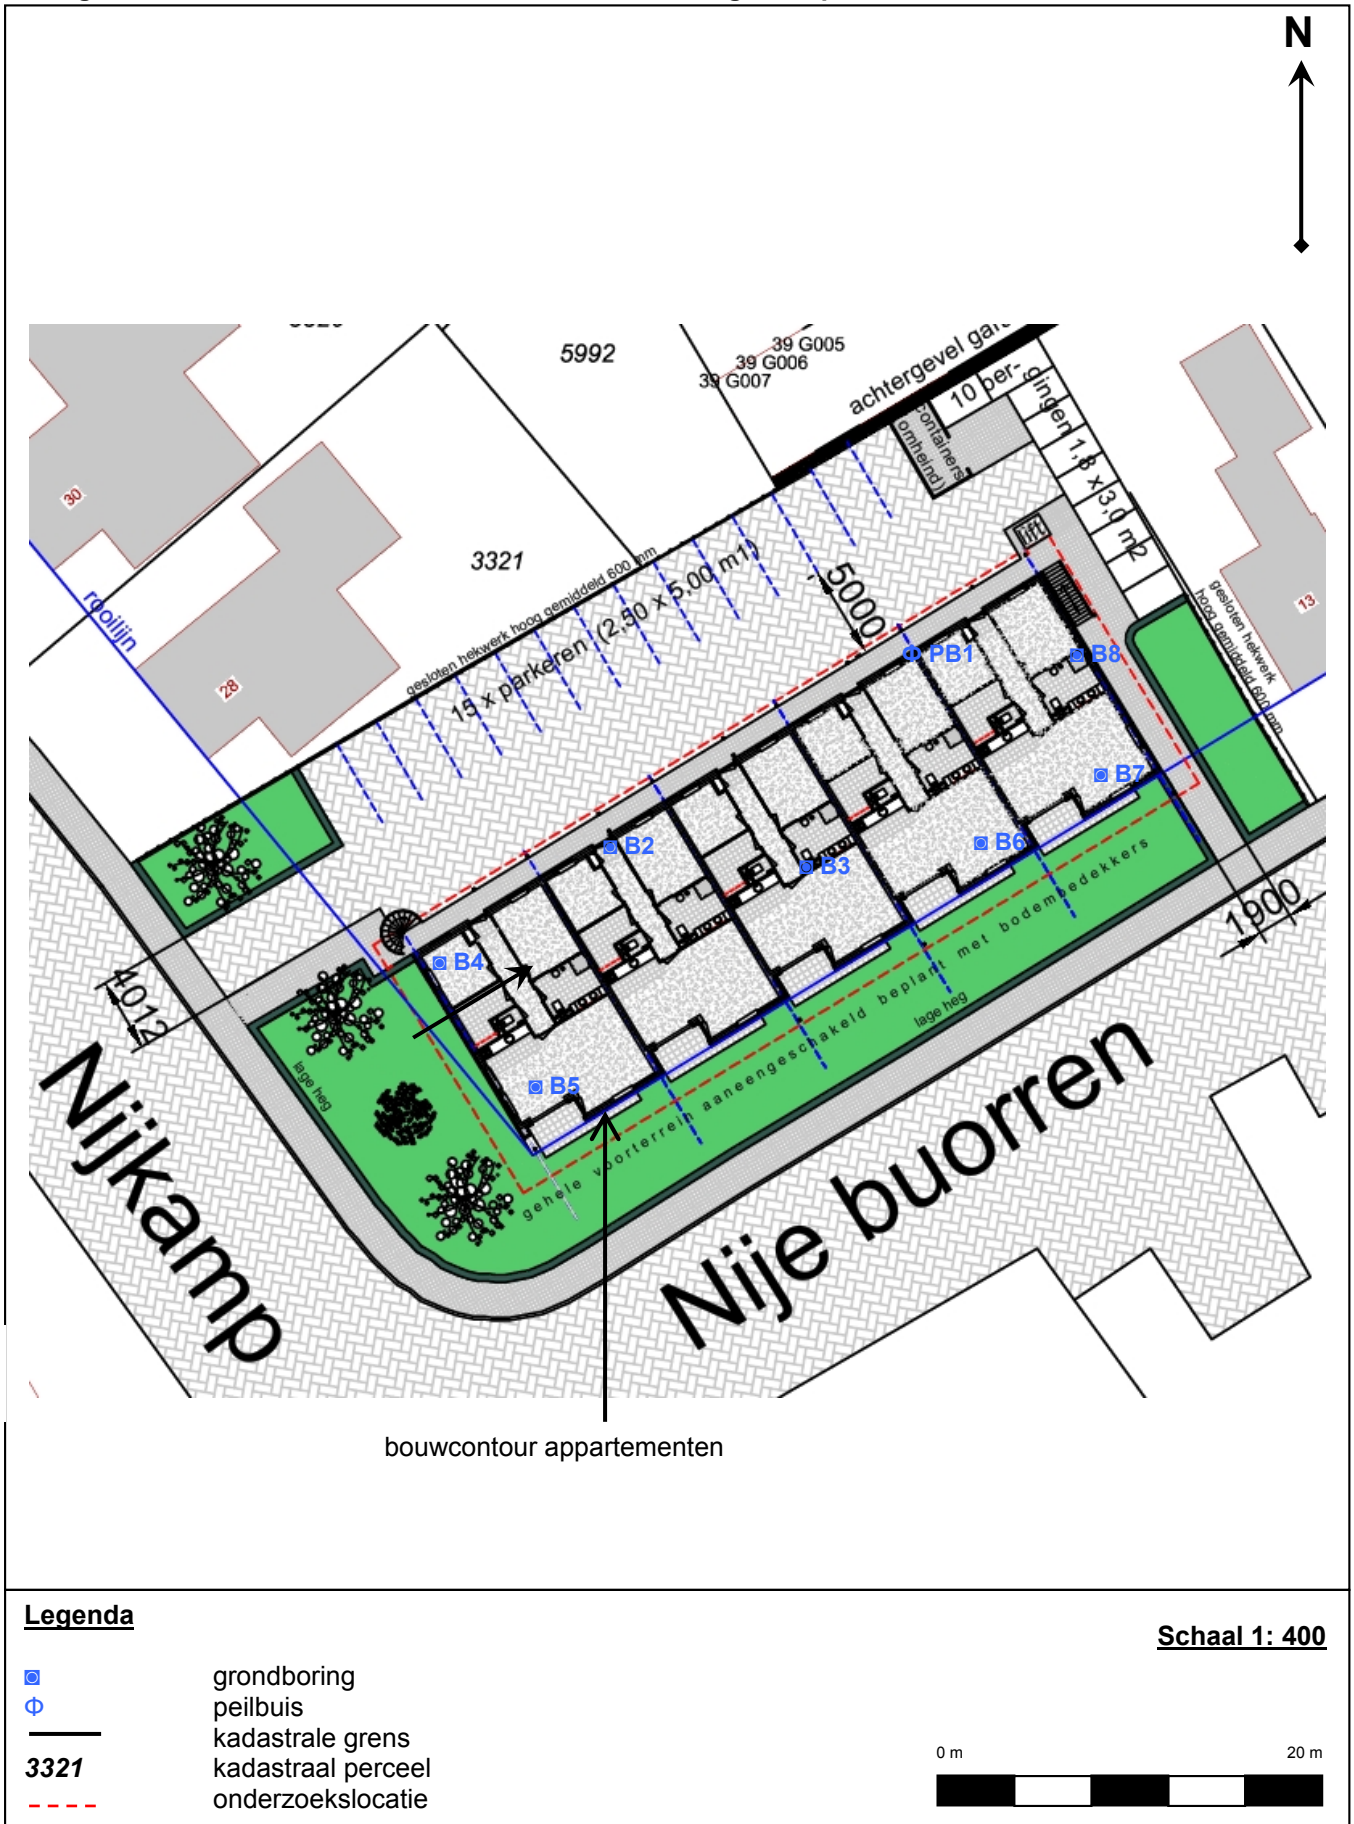 N
5992
39 G005
39 G006
39 G007
achtergevel
10 ber-
gingen 1,8 x 3,0 m2
containers
(omheind)
30
3321
gesloten hekwerk hoog gemiddeld 600 mm
15 x parkeren (2,50 x 5,00 m1)
5000
lift
rooilijn
28
13
gesloten hekwerk
hoog gemiddeld 600 mm
PB1
B8
B7
B2
B3
B6
B4
B5
1900
4012
lage heg
gehele voorterrein aaneengeschakeld beplant met bodembedekkers
lage heg
Nijkamp
Nije buorren
bouwcontour appartementen
Legenda
Schaal 1: 400
grondboring
Φ peilbuis
kadastrale grens
3321 kadastraal perceel
onderzoekslocatie
0 m 20 m